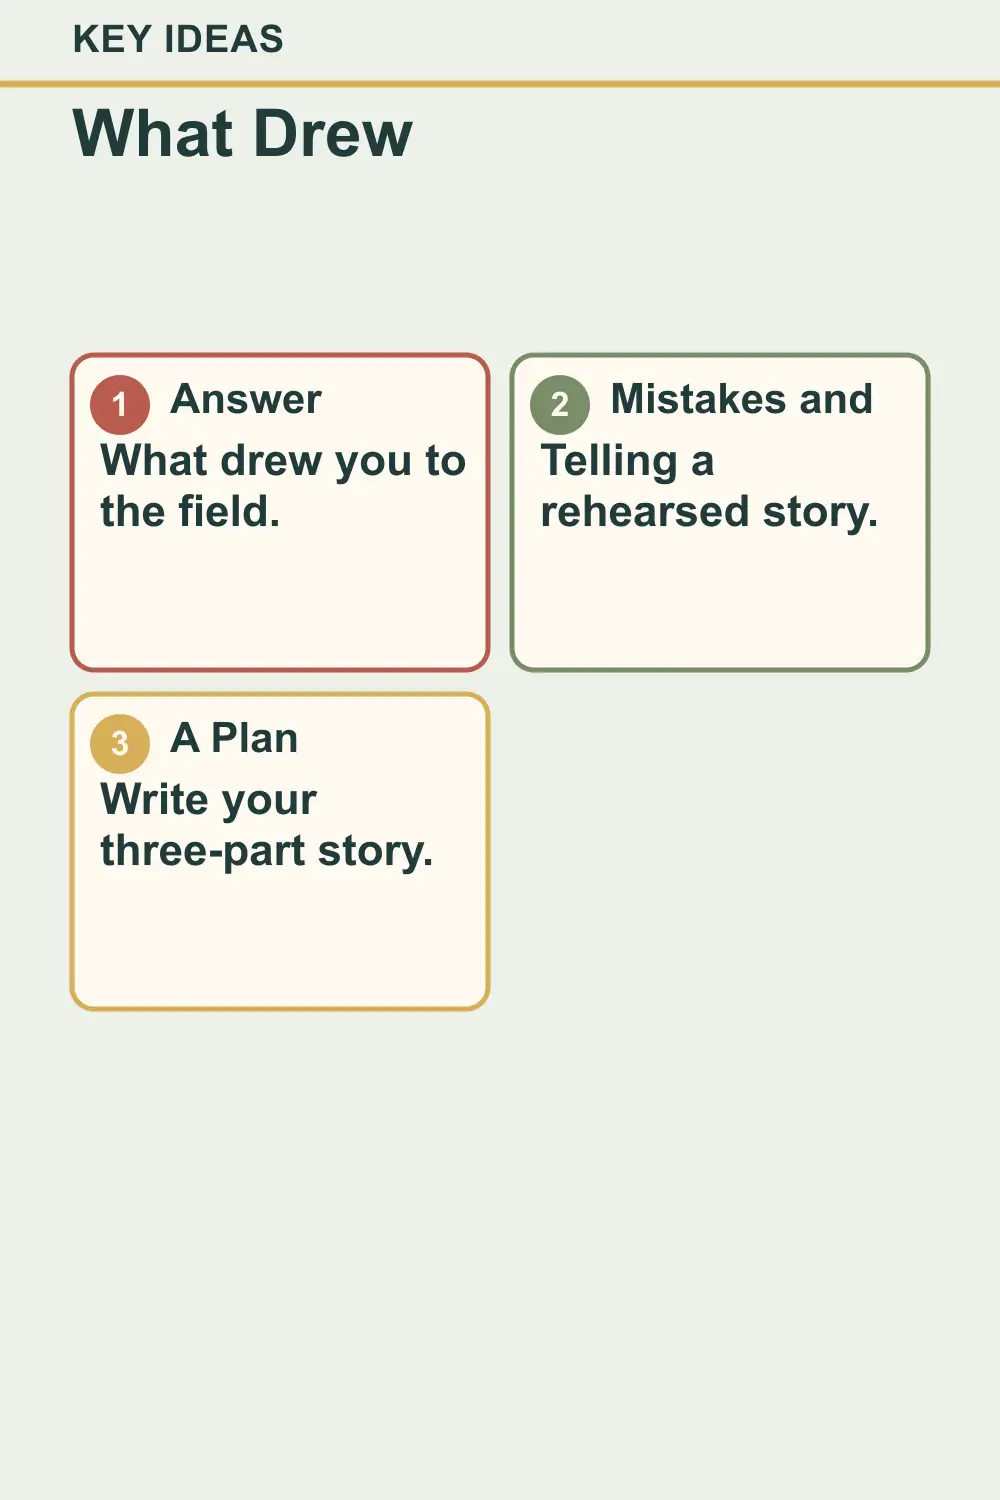 KEY IDEAS
What Drew
1 Answer
What drew you to
the field.
2 Mistakes and
Telling a
rehearsed story.
3 A Plan
Write your
three-part story.